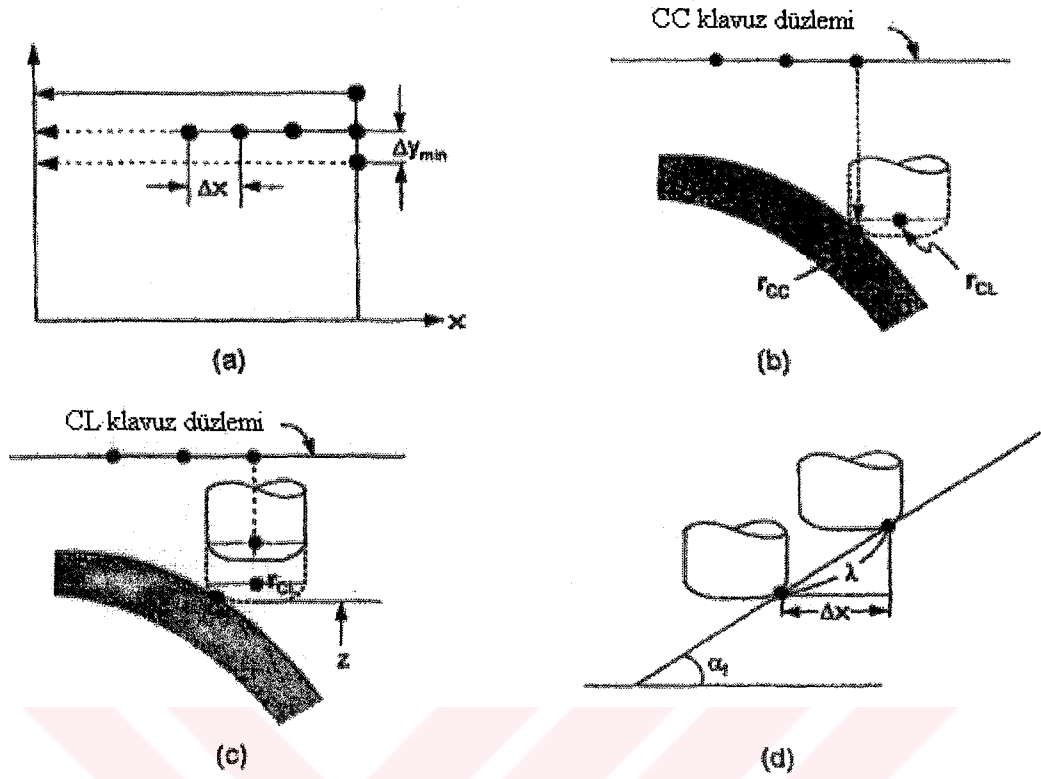 Δy_min
Δx
x
(a)
CC klavuz düzlemi
r_CC
r_CL
(b)
CL klavuz düzlemi
r_CL
z
(c)
λ
Δx
α_t
(d)